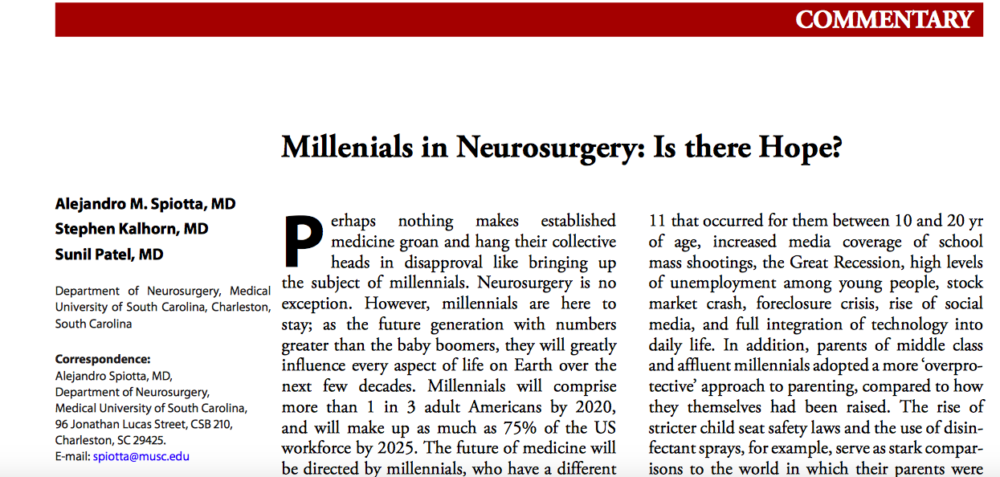 COMMENTARY
Millenials in Neurosurgery: Is there Hope?
Alejandro M. Spiotta, MD
Stephen Kalhorn, MD
Sunil Patel, MD
Department of Neurosurgery, Medical
University of South Carolina, Charleston,
South Carolina
Correspondence:
Alejandro Spiotta, MD,
Department of Neurosurgery,
Medical University of South Carolina,
96 Jonathan Lucas Street, CSB 210,
Charleston, SC 29425.
E-mail: spiotta@musc.edu
Perhaps nothing makes established
medicine groan and hang their collective
heads in disapproval like bringing up
the subject of millennials. Neurosurgery is no
exception. However, millennials are here to
stay; as the future generation with numbers
greater than the baby boomers, they will greatly
influence every aspect of life on Earth over the
next few decades. Millennials will comprise
more than 1 in 3 adult Americans by 2020,
and will make up as much as 75% of the US
workforce by 2025. The future of medicine will
be directed by millennials, who have a different
11 that occurred for them between 10 and 20 yr
of age, increased media coverage of school
mass shootings, the Great Recession, high levels
of unemployment among young people, stock
market crash, foreclosure crisis, rise of social
media, and full integration of technology into
daily life. In addition, parents of middle class
and affluent millennials adopted a more ‘overpro-
tective’ approach to parenting, compared to how
they themselves had been raised. The rise of
stricter child seat safety laws and the use of disin-
fectant sprays, for example, serve as stark compar-
isons to the world in which their parents were